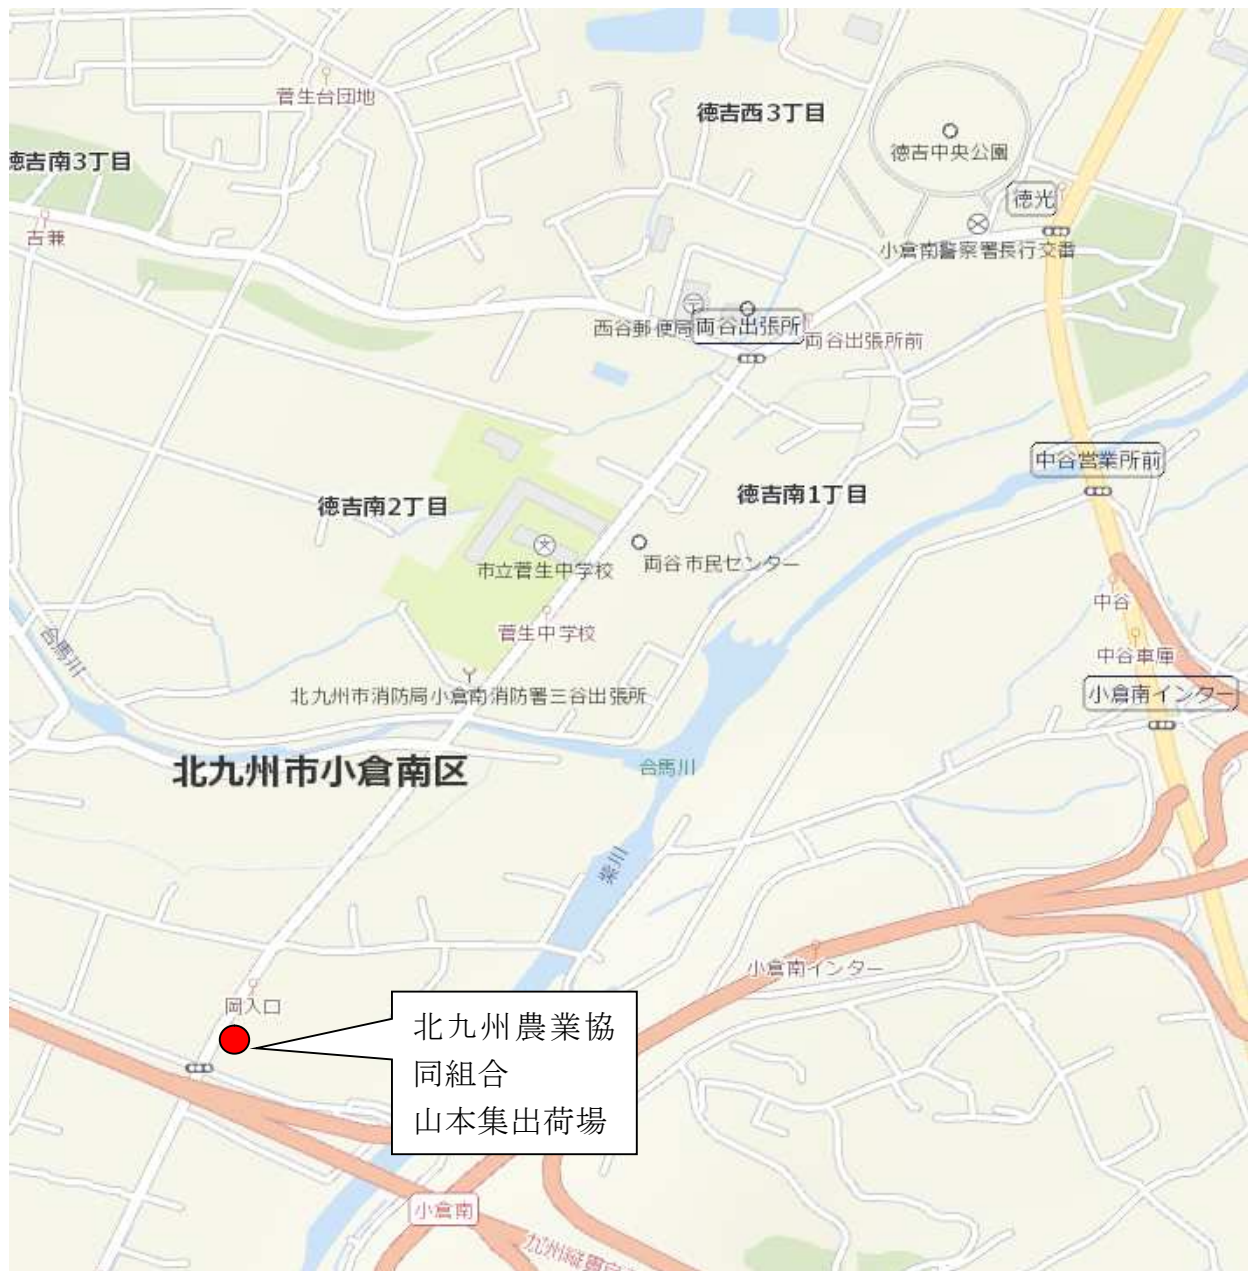 菅生台団地
徳吉西3丁目
徳吉中央公園
徳吉南3丁目
徳光
吉兼
小倉南警察署長行交番
西谷郵便局
両谷出張所
両谷出張所前
中谷営業所前
徳吉南2丁目
徳吉南1丁目
市立菅生中学校
両谷市民センター
中谷
菅生中学校
合馬川
中谷車庫
北九州市消防局小倉南消防署三谷出張所
小倉南インター
北九州市小倉南区
合馬川
紫川
小倉南インター
岡入口
北九州農業協
同組合
山本集出荷場
小倉南
九州縦貫自